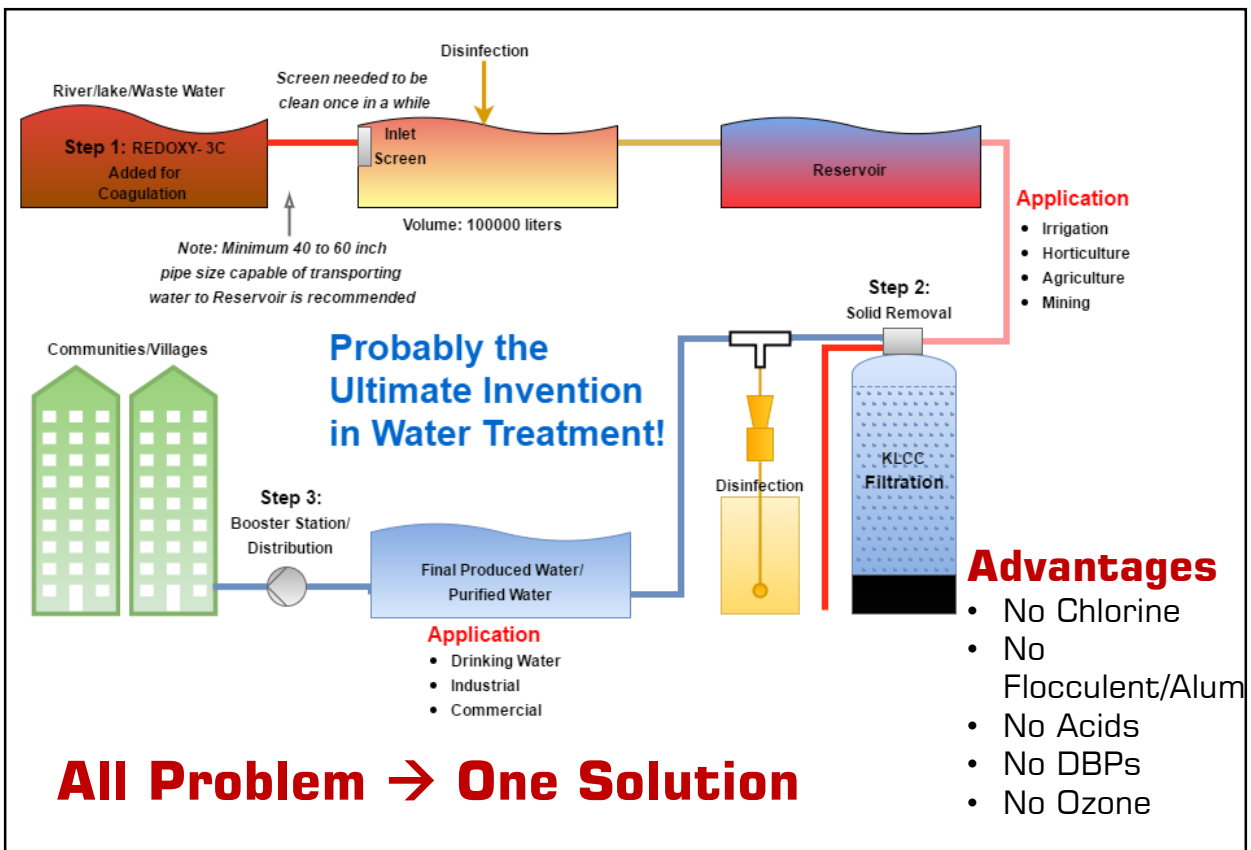 Disinfection
River/lake/Waste Water
Screen needed to be
clean once in a while
Step 1: REDOXY- 3C
Added for
Coagulation
Inlet
Screen
Reservoir
Volume: 100000 liters
Note: Minimum 40 to 60 inch
pipe size capable of transporting
water to Reservoir is recommended
Application
• Irrigation
• Horticulture
• Agriculture
• Mining
Step 2:
Solid Removal
Communities/Villages
Probably the
Ultimate Invention
in Water Treatment!
KLCC
Filtration
Disinfection
Step 3:
Booster Station/
Distribution
Final Produced Water/
Purified Water
Application
• Drinking Water
• Industrial
• Commercial
Advantages
• No Chlorine
• No
Flocculent/Alum
• No Acids
• No DBPs
• No Ozone
All Problem → One Solution